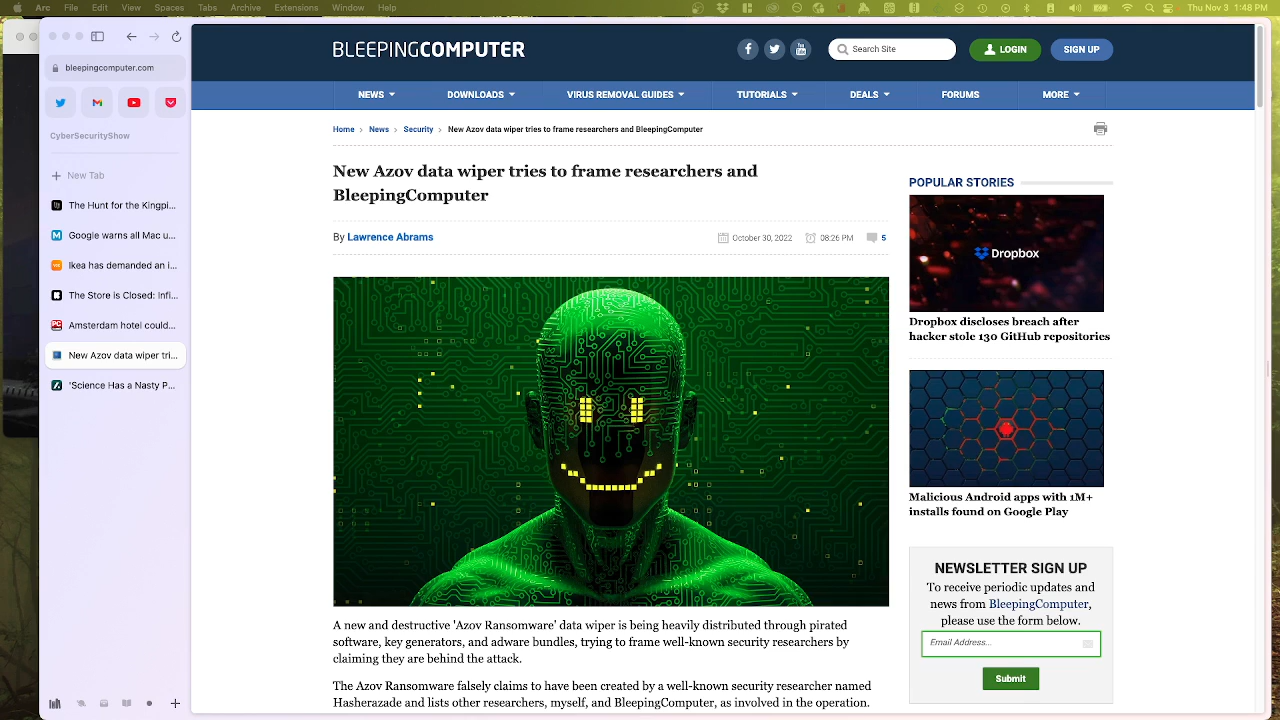 Arc File Edit View Spaces Tabs Archive Extensions Window Help Thu Nov 3 1:48 PM
bleepingcomputer.com
CyberSecurityShow
New Tab
The Hunt for the Kingpi...
Google warns all Mac u...
Ikea has demanded an i...
The Store is Closed: Infi...
Amsterdam hotel could...
New Azov data wiper tri...
'Science Has a Nasty P...
BLEEPINGCOMPUTER
Search Site
LOGIN
SIGN UP
NEWS DOWNLOADS VIRUS REMOVAL GUIDES TUTORIALS DEALS FORUMS MORE
Home > News > Security > New Azov data wiper tries to frame researchers and BleepingComputer
New Azov data wiper tries to frame researchers and
BleepingComputer
By Lawrence Abrams October 30, 2022 08:26 PM 5
A new and destructive 'Azov Ransomware' data wiper is being heavily distributed through pirated
software, key generators, and adware bundles, trying to frame well-known security researchers by
claiming they are behind the attack.
The Azov Ransomware falsely claims to have been created by a well-known security researcher named
Hasherazade and lists other researchers, myself, and BleepingComputer, as involved in the operation.
POPULAR STORIES
Dropbox
Dropbox discloses breach after
hacker stole 130 GitHub repositories
Malicious Android apps with 1M+
installs found on Google Play
NEWSLETTER SIGN UP
To receive periodic updates and
news from BleepingComputer,
please use the form below.
Email Address...
Submit